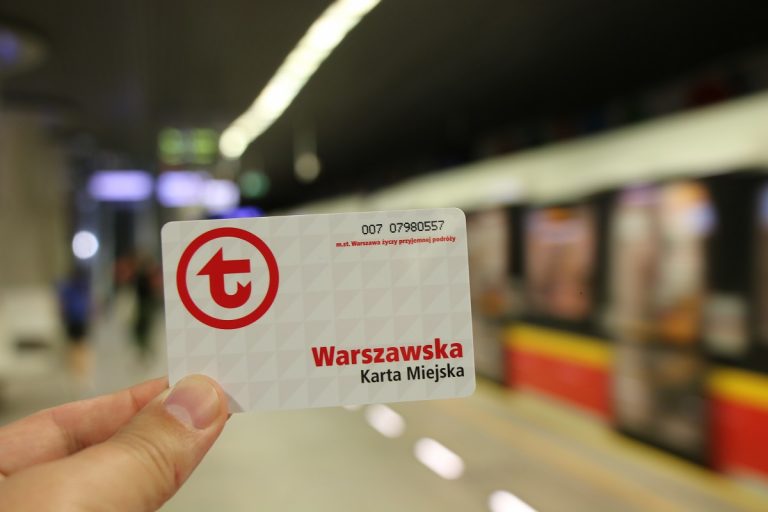 007 07980557
m.st. Warszawa życzy przyjemnej podróży
t
Warszawska
Karta Miejska